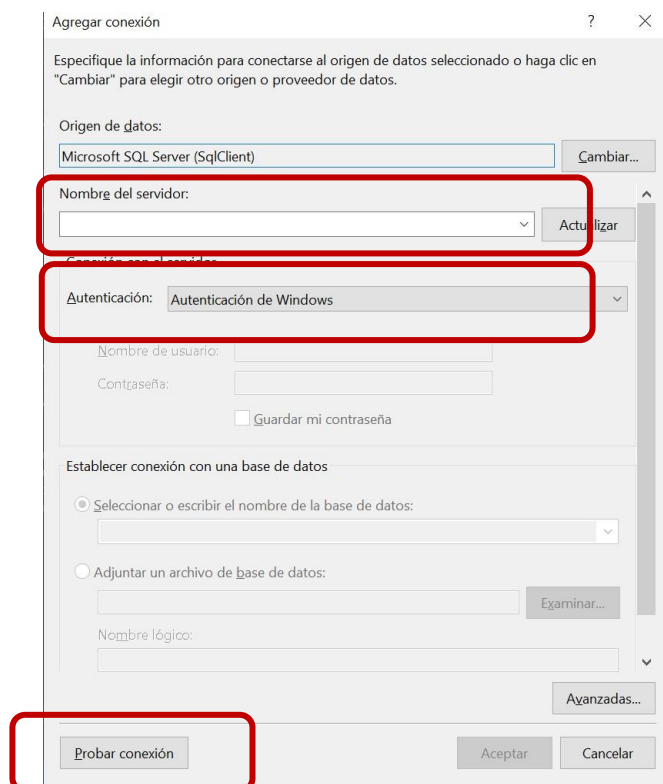 Agregar conexión ? ×
Especifique la información para conectarse al origen de datos seleccionado o haga clic en
"Cambiar" para elegir otro origen o proveedor de datos.
Origen de datos:
Microsoft SQL Server (SqlClient) Cambiar...
Nombre del servidor:
Actualizar
Conexión con el servidor
Autenticación: Autenticación de Windows
Nombre de usuario:
Contraseña:
Guardar mi contraseña
Establecer conexión con una base de datos
Seleccionar o escribir el nombre de la base de datos:
Adjuntar un archivo de base de datos:
Examinar...
Nombre lógico:
Avanzadas...
Probar conexión Aceptar Cancelar